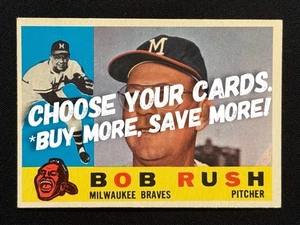 M
CHOOSE YOUR CARDS.
*BUY MORE, SAVE MORE!
BOB RUSH
MILWAUKEE BRAVES PITCHER